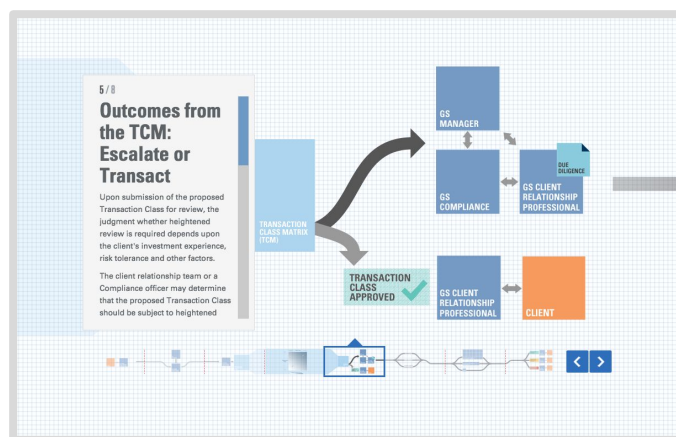 5/8
Outcomes from
the TCM:
Escalate or
Transact
Upon submission of the proposed
Transaction Class for review, the
judgment whether heightened
review is required depends upon
the client's investment experience,
risk tolerance and other factors.
The client relationship team or a
Compliance officer may determine
that the proposed Transaction Class
should be subject to heightened
TRANSACTION
CLASS MATRIX
(TCM)
GS
MANAGER
GS
COMPLIANCE
DUE
DILIGENCE
GS CLIENT
RELATIONSHIP
PROFESSIONAL
TRANSACTION
CLASS
APPROVED
GS CLIENT
RELATIONSHIP
PROFESSIONAL
CLIENT